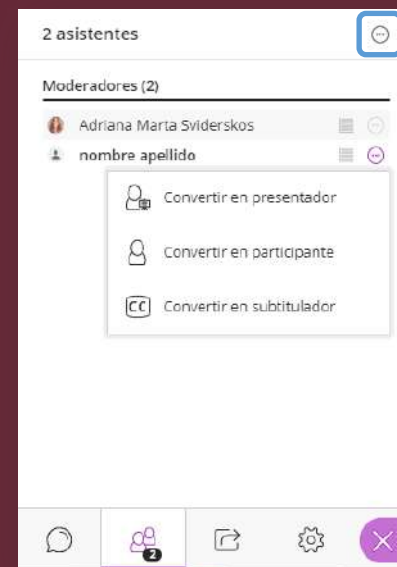 2 asistentes
Moderadores (2)
Adriana Marta Sviderskos
nombre apellido
Convertir en presentador
Convertir en participante
CC Convertir en subtitulador
2